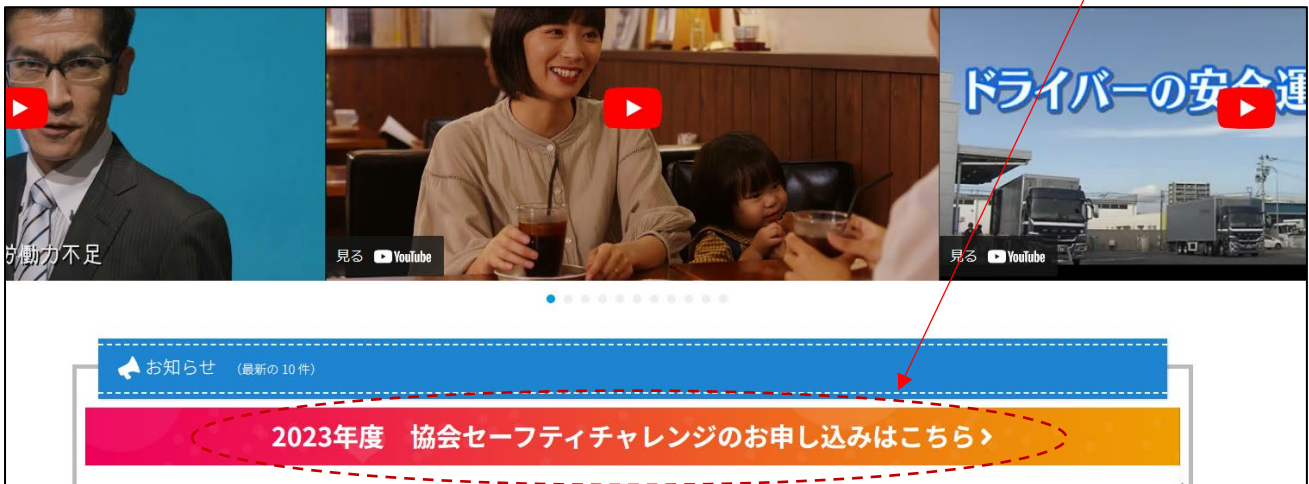 ドライバーの安全運
労働力不足
見る YouTube
見る YouTube
お知らせ （最新の10件）
2023年度　協会セーフティチャレンジのお申し込みはこちら>